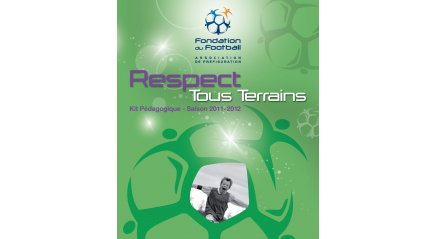 Fondation
du Football
ASSOCIATION
DE PRÉFIGURATION
Respect
Tous Terrains
Kit Pédagogique - Saison 2011-2012